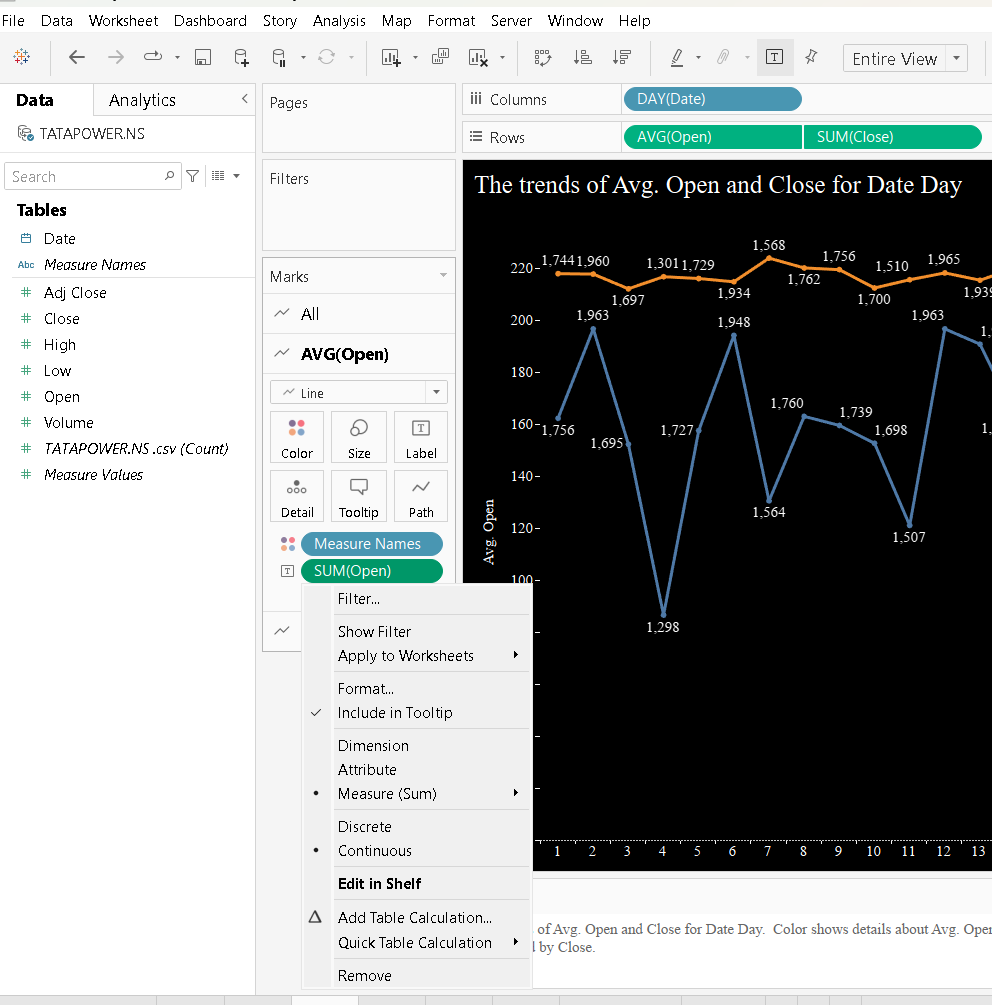 File Data Worksheet Dashboard Story Analysis Map Format Server Window Help
Entire View
Data Analytics
TATAPOWER.NS
Search
Tables
Date
Abc Measure Names
Adj Close
Close
High
Low
Open
Volume
TATAPOWER.NS .csv (Count)
Measure Values
Pages
Filters
Marks
All
AVG(Open)
Line
Color Size Label
Detail Tooltip Path
Measure Names
SUM(Open)
Filter...
Show Filter
Apply to Worksheets
Format...
Include in Tooltip
Dimension
Attribute
Measure (Sum)
Discrete
Continuous
Edit in Shelf
Add Table Calculation...
Quick Table Calculation
Remove
Columns DAY(Date)
Rows AVG(Open) SUM(Close)
The trends of Avg. Open and Close for Date Day
Avg. Open
220
200
180
160
140
120
100
1,744 1,960 1,697 1,301 1,729 1,934 1,568 1,762 1,756 1,700 1,510 1,965 1,939
1,756 1,963 1,695 1,298 1,727 1,948 1,564 1,760 1,739 1,698 1,507 1,963
1 2 3 4 5 6 7 8 9 10 11 12 13
of Avg. Open and Close for Date Day. Color shows details about Avg. Open
by Close.